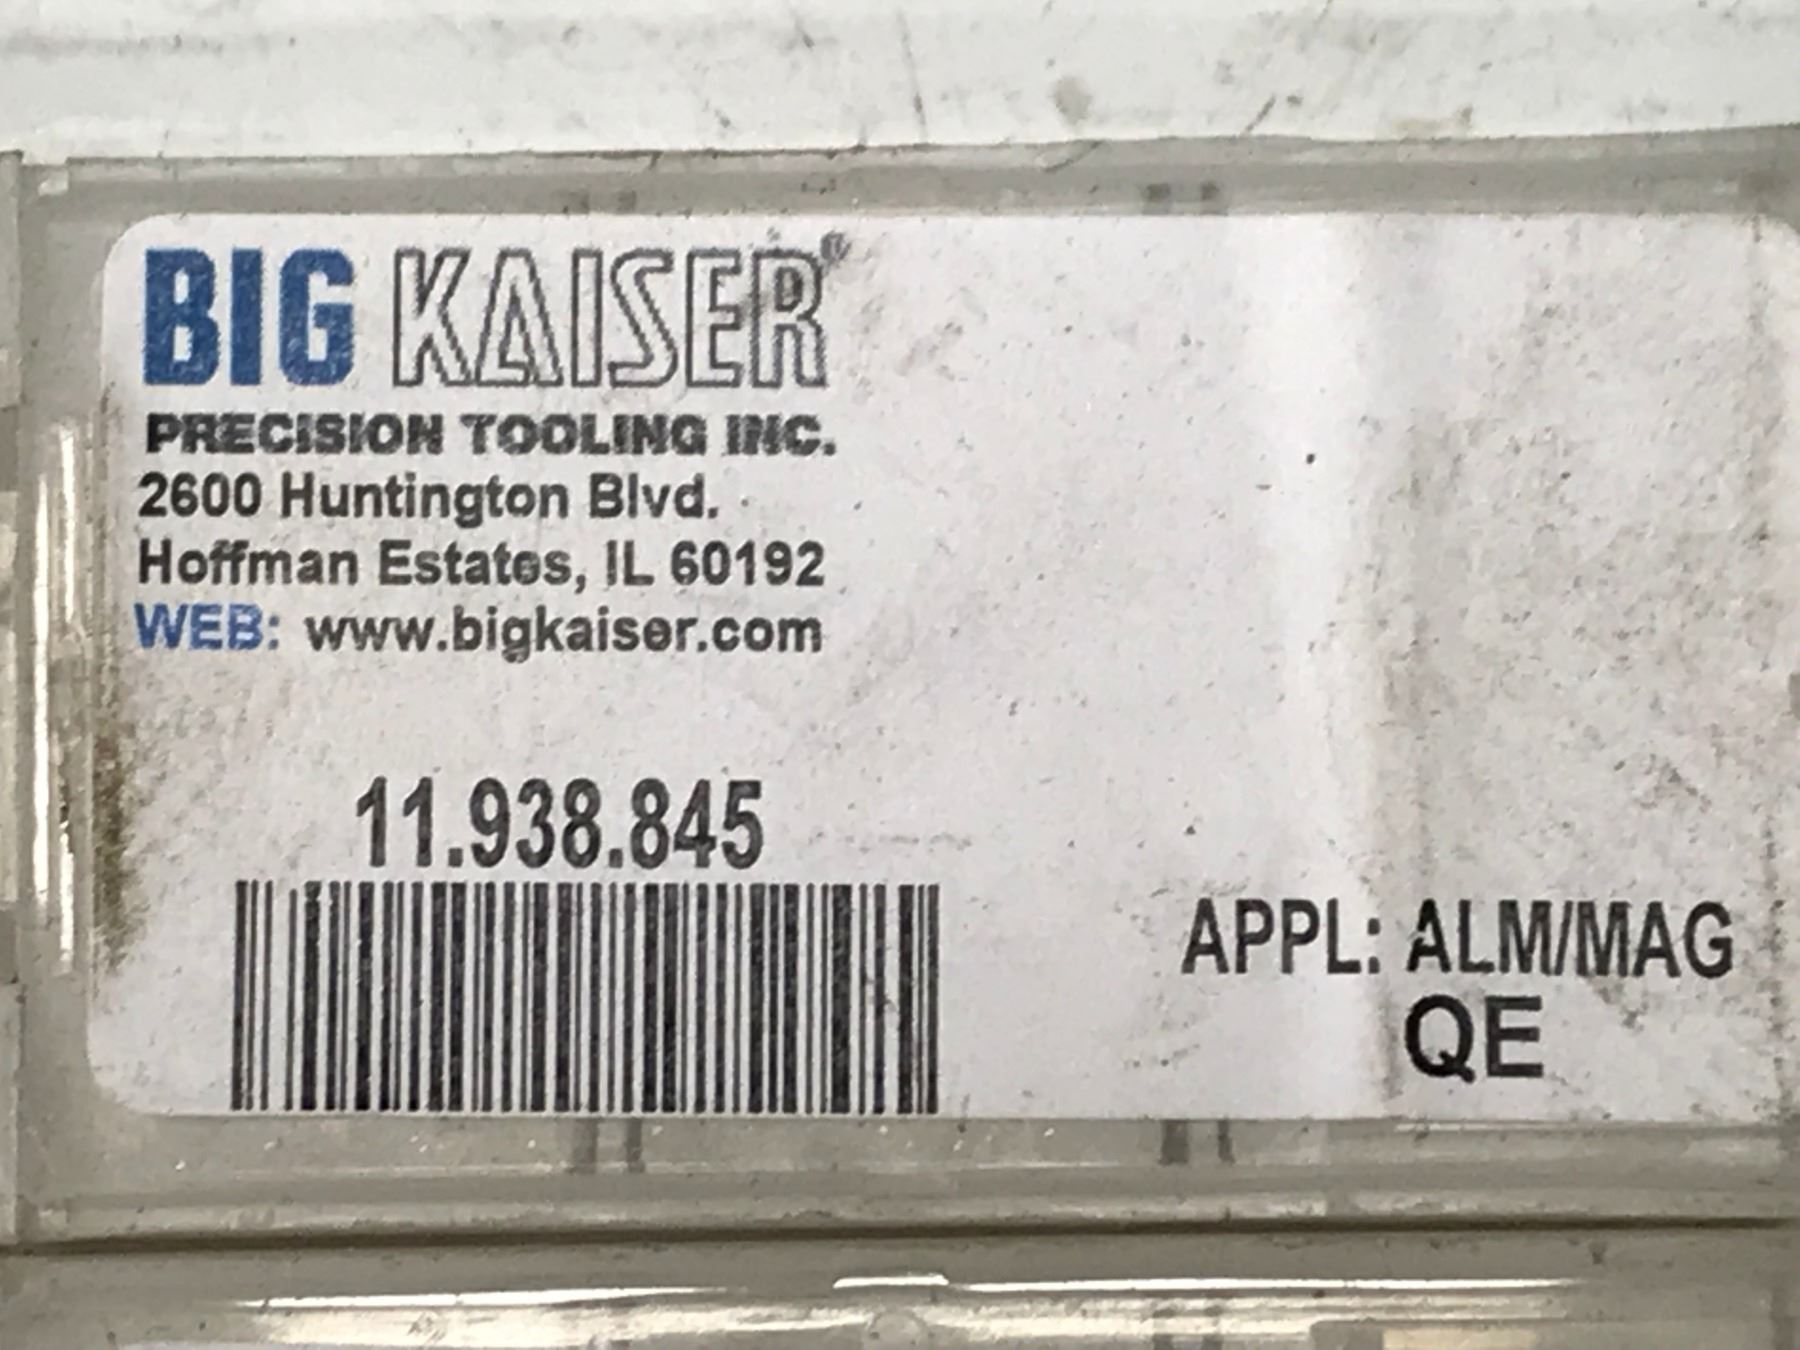 BIG KAISER®
PRECISION TOOLING INC.
2600 Huntington Blvd.
Hoffman Estates, IL 60192
WEB: www.bigkaiser.com
11.938.845
APPL: ALM/MAG
QE